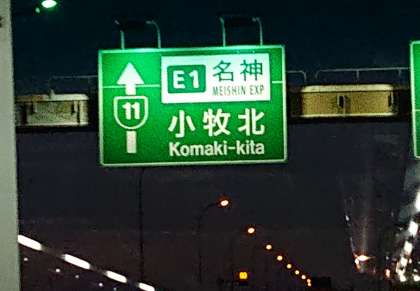 E1 名神
MEISHIN EXP
11
小牧北
Komaki-kita